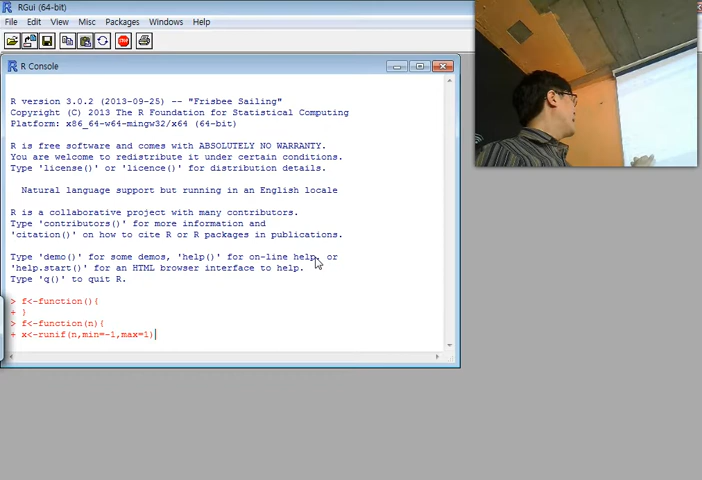 RGui (64-bit)
File Edit View Misc Packages Windows Help
STOP
R Console
R version 3.0.2 (2013-09-25) -- "Frisbee Sailing"
Copyright (C) 2013 The R Foundation for Statistical Computing
Platform: x86_64-w64-mingw32/x64 (64-bit)
R is free software and comes with ABSOLUTELY NO WARRANTY.
You are welcome to redistribute it under certain conditions.
Type 'license()' or 'licence()' for distribution details.
Natural language support but running in an English locale
R is a collaborative project with many contributors.
Type 'contributors()' for more information and
'citation()' on how to cite R or R packages in publications.
Type 'demo()' for some demos, 'help()' for on-line help, or
'help.start()' for an HTML browser interface to help.
Type 'q()' to quit R.
> f<-function(){
+ }
> f<-function(n){
+ x<-runif(n,min=-1,max=1)